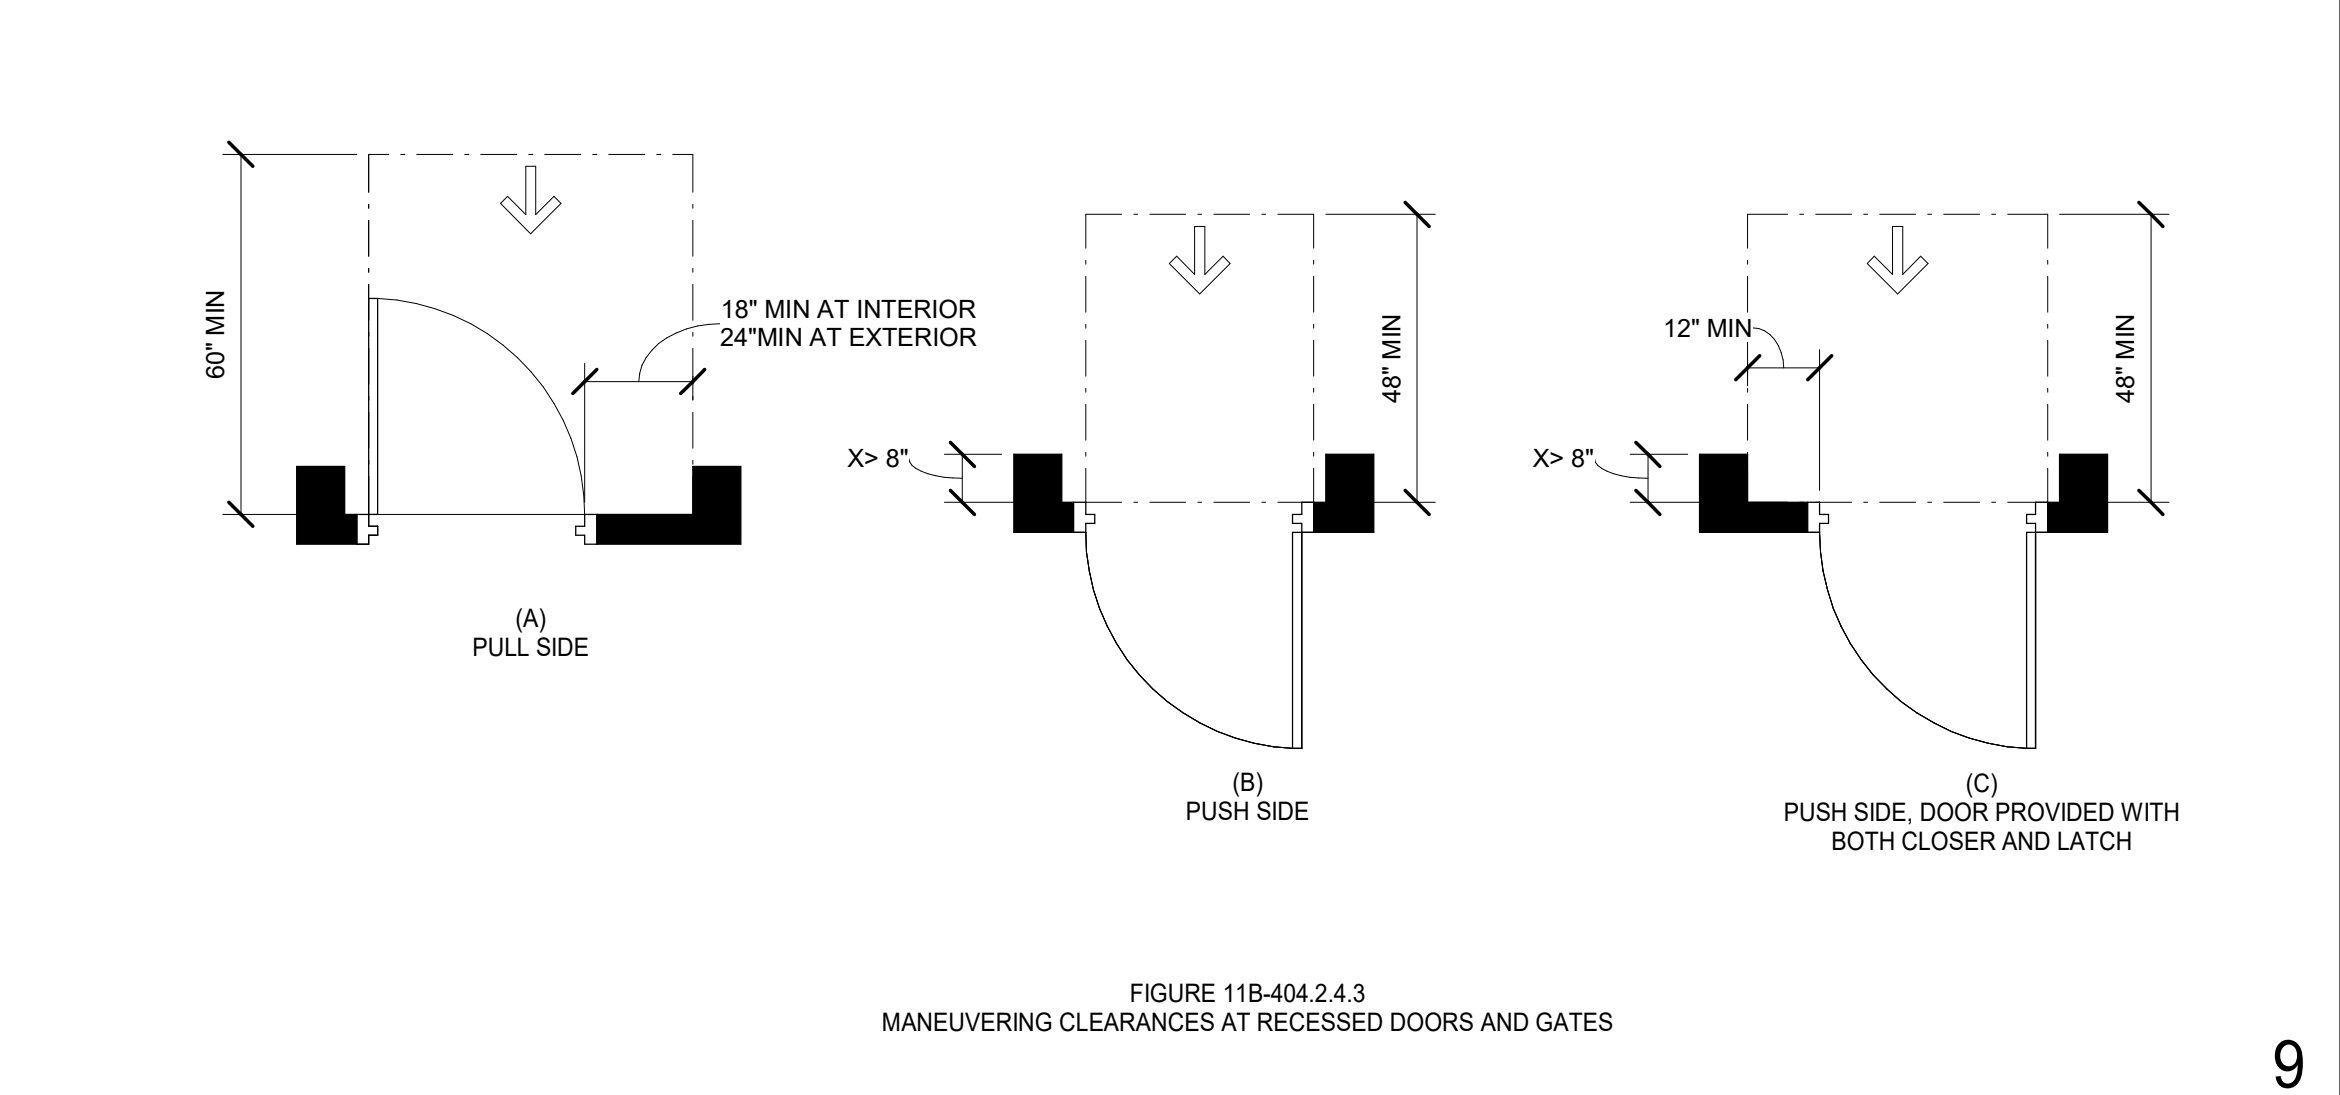 60" MIN
18" MIN AT INTERIOR
24"MIN AT EXTERIOR
(A)
PULL SIDE
X> 8"
48" MIN
(B)
PUSH SIDE
12" MIN
X> 8"
48" MIN
(C)
PUSH SIDE, DOOR PROVIDED WITH
BOTH CLOSER AND LATCH
FIGURE 11B-404.2.4.3
MANEUVERING CLEARANCES AT RECESSED DOORS AND GATES
9